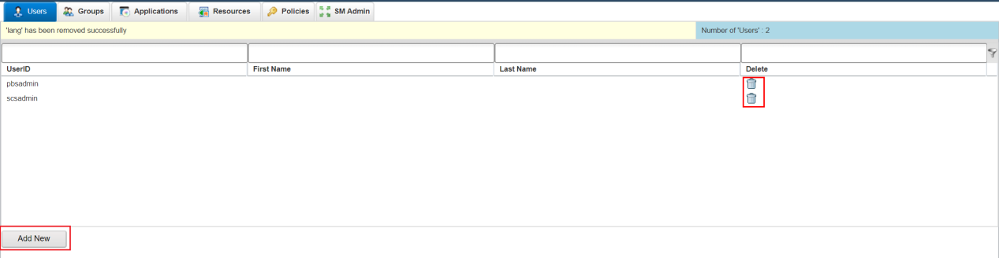 Users Groups Applications Resources Policies SM Admin
'lang' has been removed successfully Number of 'Users' : 2
UserID First Name Last Name Delete
pbsadmin
scsadmin
Add New